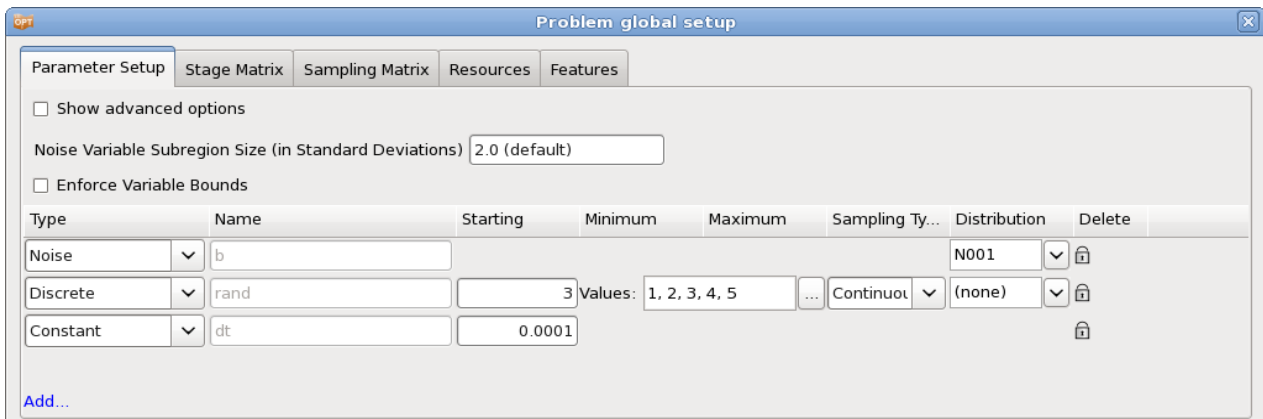 OPT Problem global setup
Parameter Setup Stage Matrix Sampling Matrix Resources Features
Show advanced options
Noise Variable Subregion Size (in Standard Deviations) 2.0 (default)
Enforce Variable Bounds
Type Name Starting Minimum Maximum Sampling Ty... Distribution Delete
Noise b N001
Discrete rand 3 Values: 1, 2, 3, 4, 5 ... Continuou (none)
Constant dt 0.0001
Add...